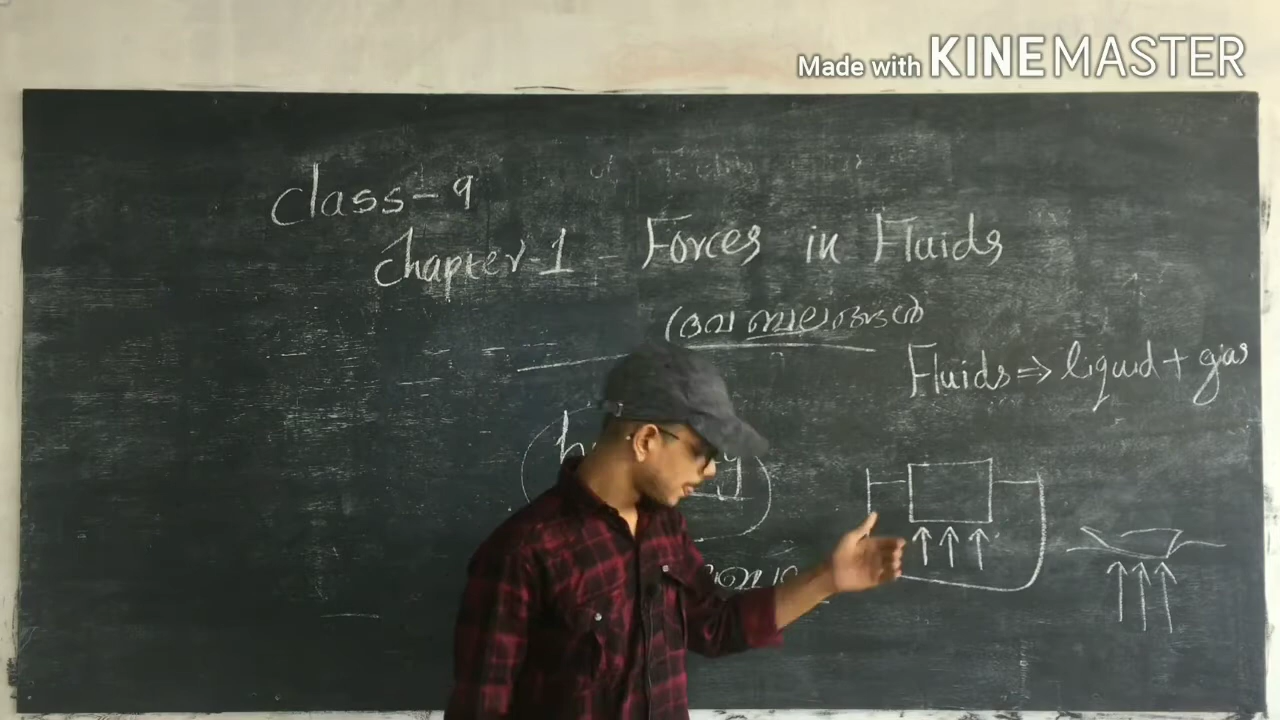 Made with KINEMASTER
Class-9
Chapter-1 - Forces in Fluids
ദ്രവ ബലങ്ങൾ
Fluids ⇒ liquid + gas